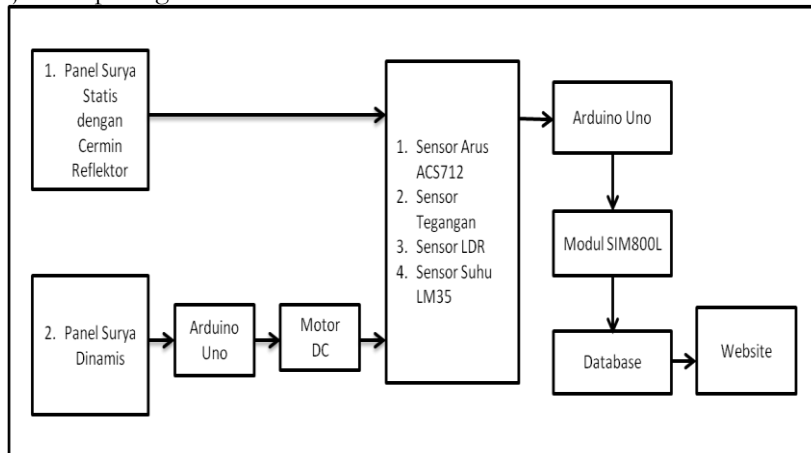 1. Panel Surya
Statis
dengan
Cermin
Reflektor
1. Sensor Arus
ACS712
2. Sensor
Tegangan
3. Sensor LDR
4. Sensor Suhu
LM35
Arduino Uno
Modul SIM800L
Database
Website
2. Panel Surya
Dinamis
Arduino
Uno
Motor
DC